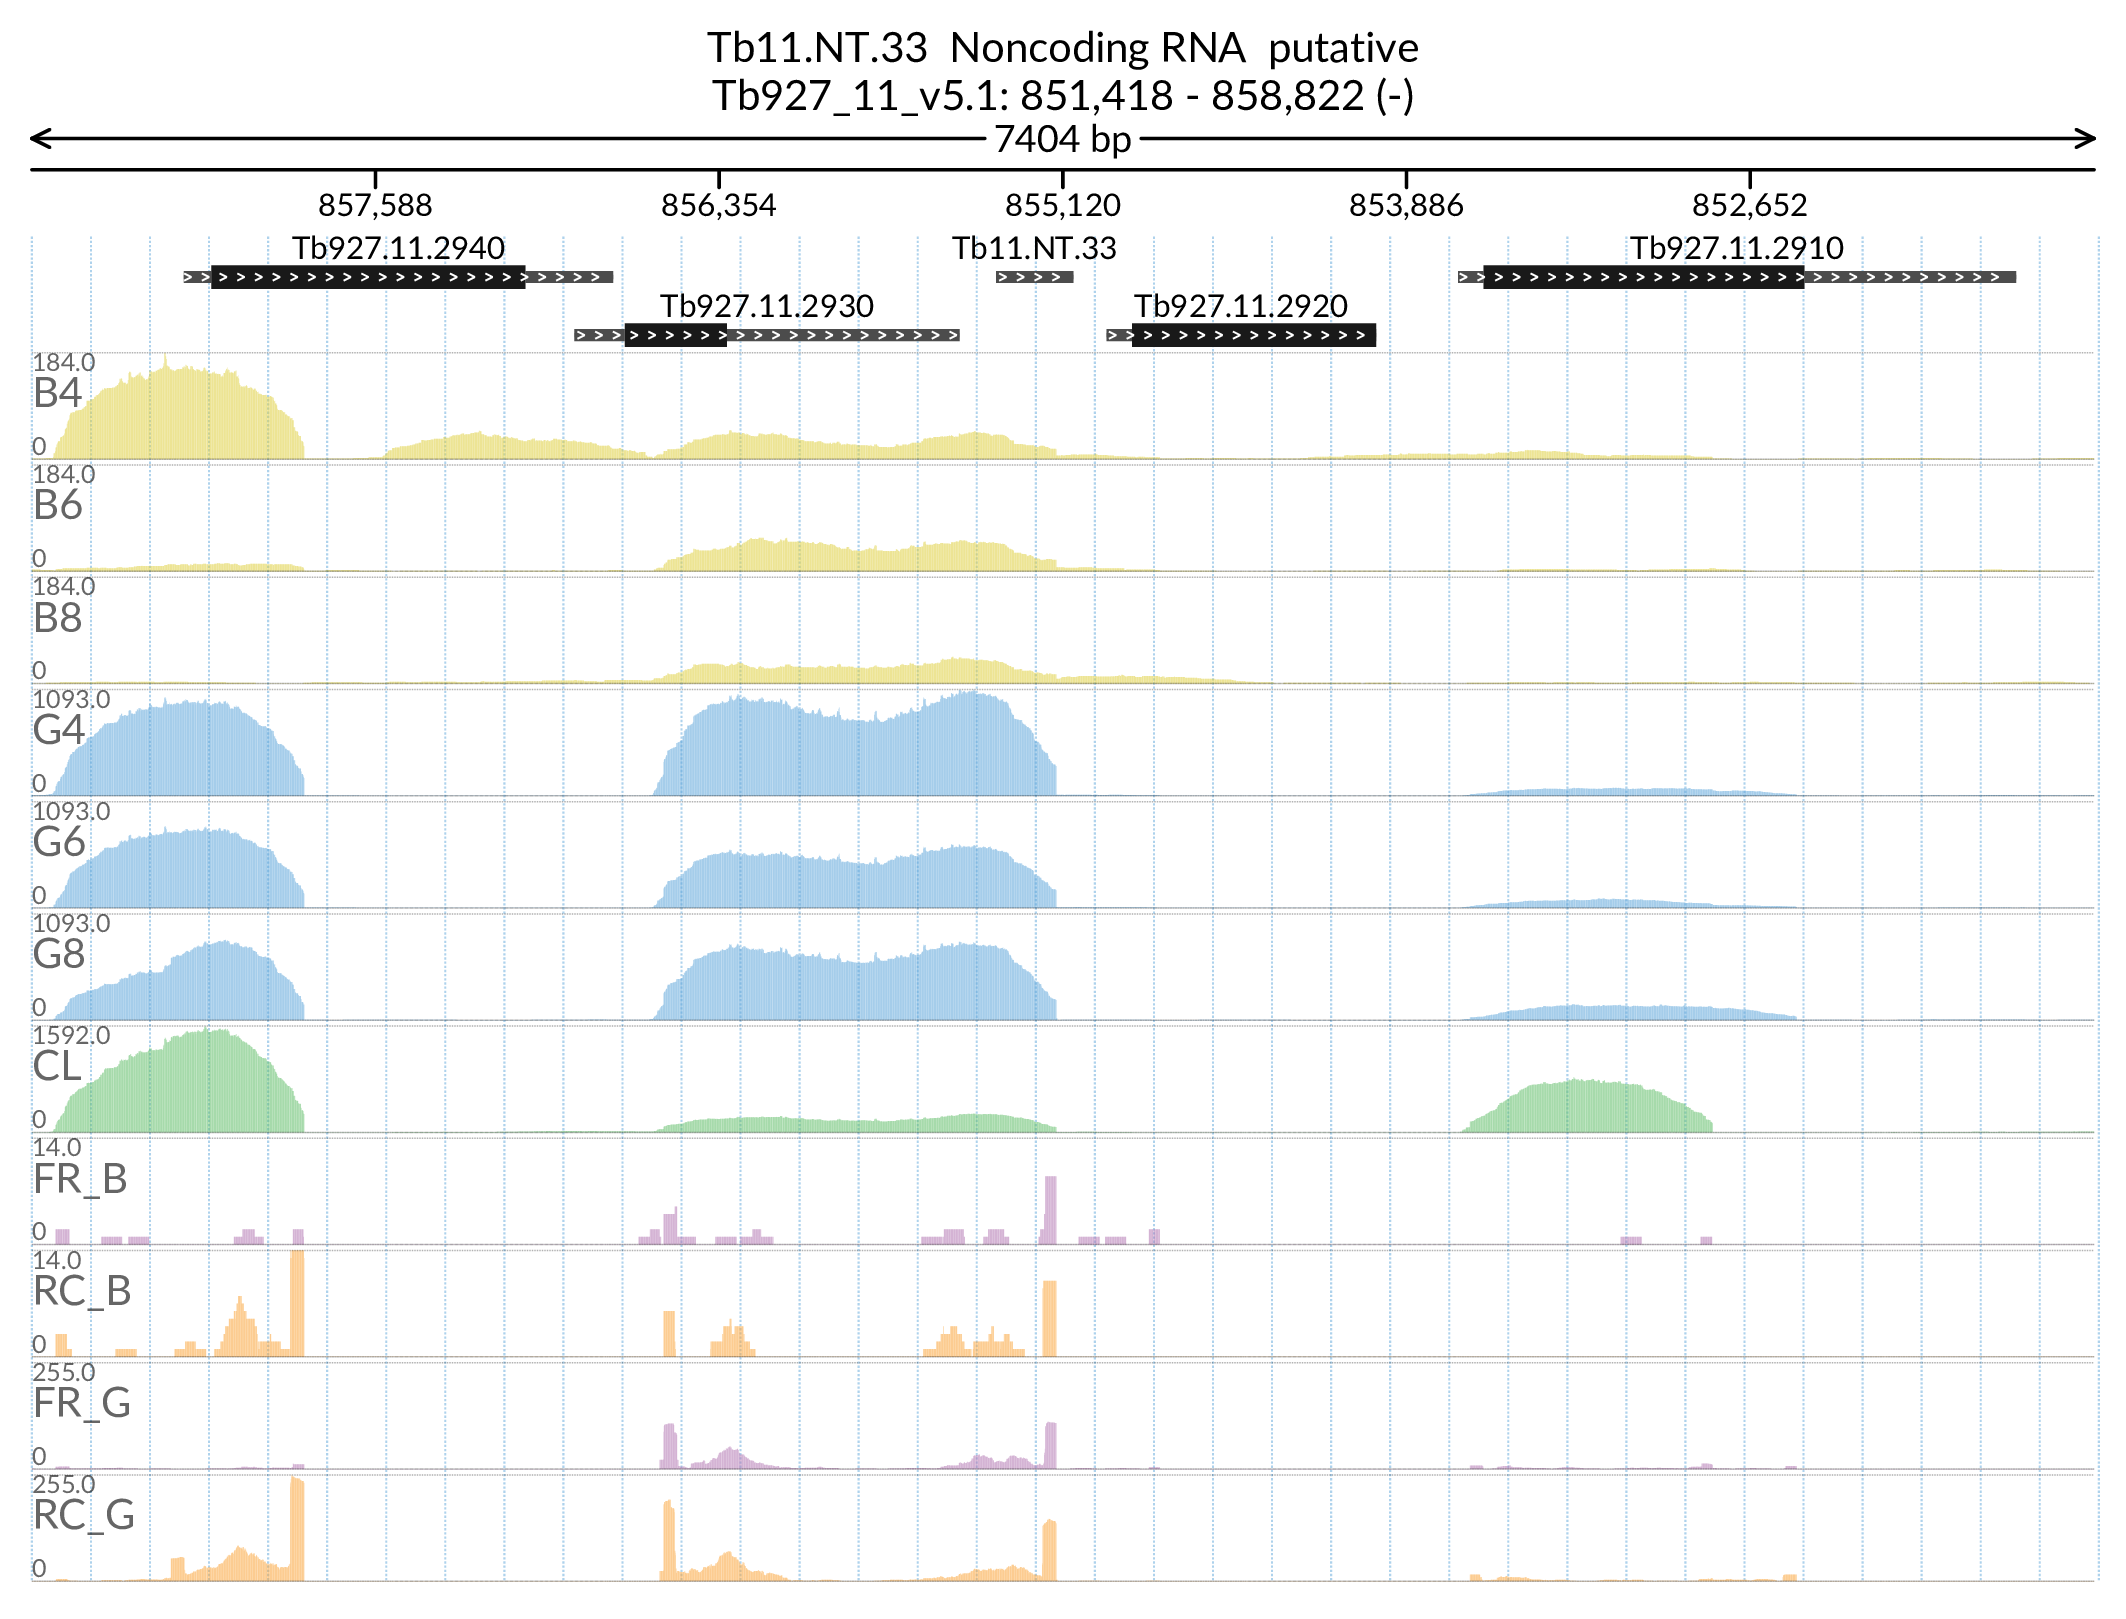 Tb11.NT.33 Noncoding RNA putative
Tb927_11_v5.1: 851,418 - 858,822 (-)
7404 bp
857,588 856,354 855,120 853,886 852,652
Tb927.11.2940 Tb11.NT.33 Tb927.11.2910
Tb927.11.2930 Tb927.11.2920
184.0
B4
0
184.0
B6
0
184.0
B8
0
1093.0
G4
0
1093.0
G6
0
1093.0
G8
0
1592.0
CL
0
14.0
FR_B
0
14.0
RC_B
0
255.0
FR_G
0
255.0
RC_G
0